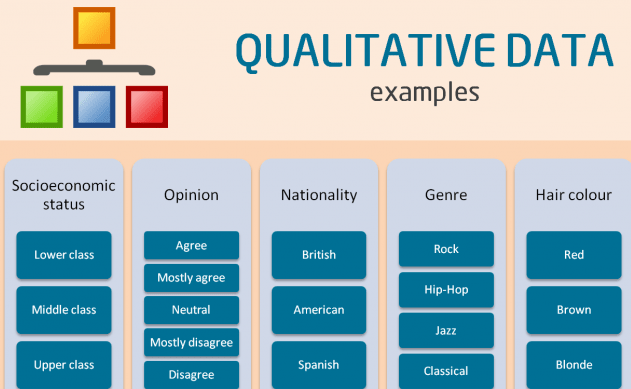 QUALITATIVE DATA
examples
Socioeconomic
status
Lower class
Middle class
Upper class
Opinion
Agree
Mostly agree
Neutral
Mostly disagree
Disagree
Nationality
British
American
Spanish
Genre
Rock
Hip-Hop
Jazz
Classical
Hair colour
Red
Brown
Blonde